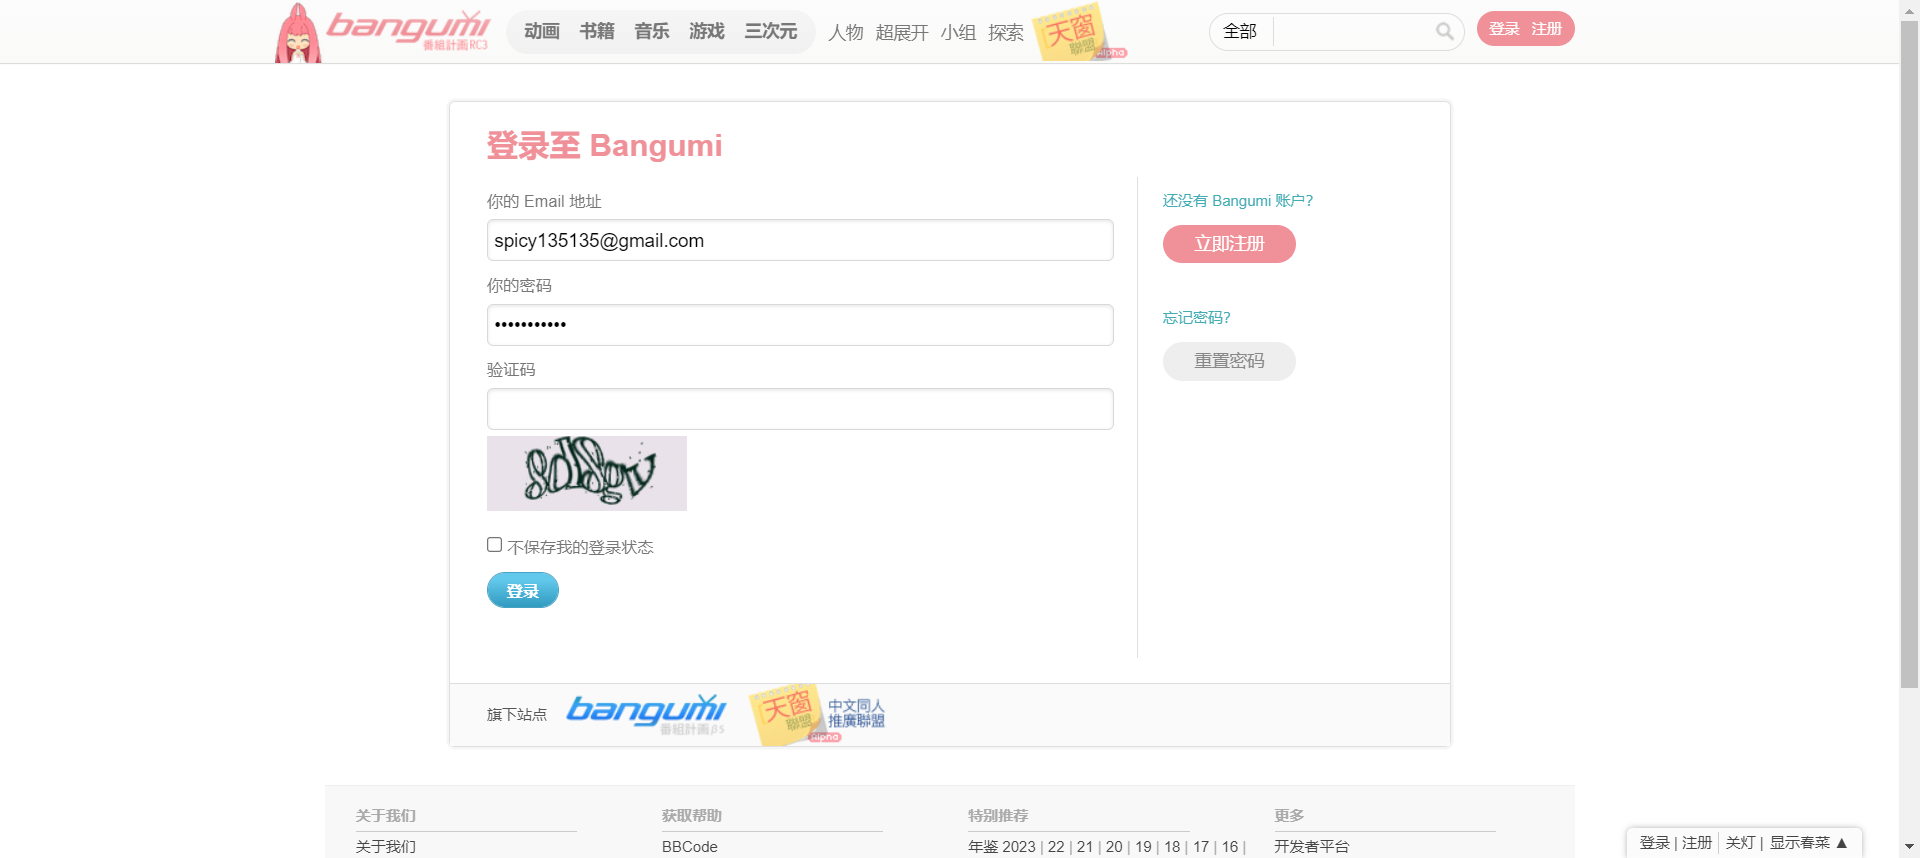 bangumi
番組計画RC3
动画 书籍 音乐 游戏 三次元 人物 超展开 小组 探索
天窗
聯盟
Alpha
全部
登录 注册
登录至 Bangumi
你的 Email 地址
spicy135135@gmail.com
你的密码
•••••••••••
验证码
不保存我的登录状态
登录
还没有 Bangumi 账户?
立即注册
忘记密码?
重置密码
旗下站点
bangumi
番組計画β5
天窗
聯盟
Alpha
中文同人
推廣聯盟
关于我们
关于我们
获取帮助
BBCode
特别推荐
年鉴 2023 | 22 | 21 | 20 | 19 | 18 | 17 | 16 |
更多
开发者平台
登录 | 注册 关灯 | 显示春菜 ▲